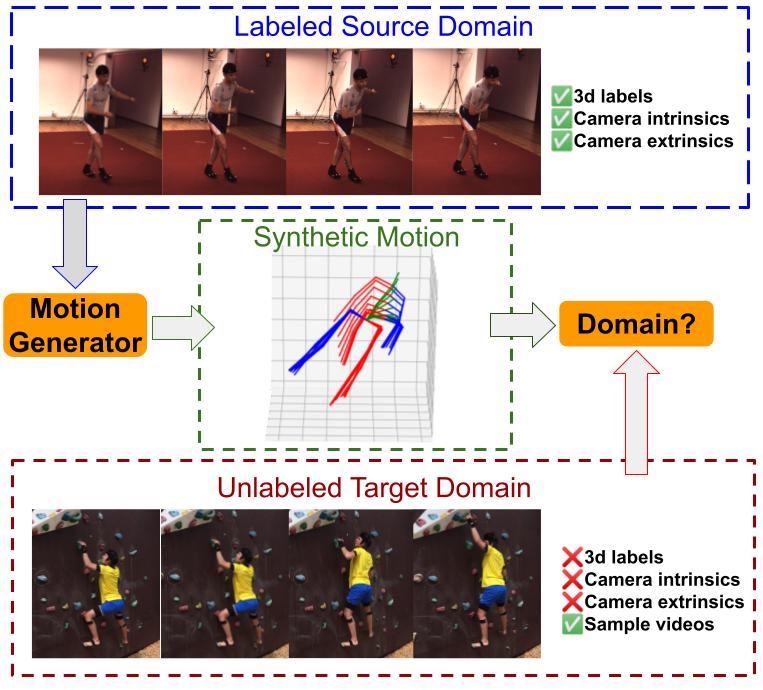 Labeled Source Domain
✅3d labels
✅Camera intrinsics
✅Camera extrinsics
Synthetic Motion
Motion
Generator
Domain?
Unlabeled Target Domain
❌3d labels
❌Camera intrinsics
❌Camera extrinsics
✅Sample videos